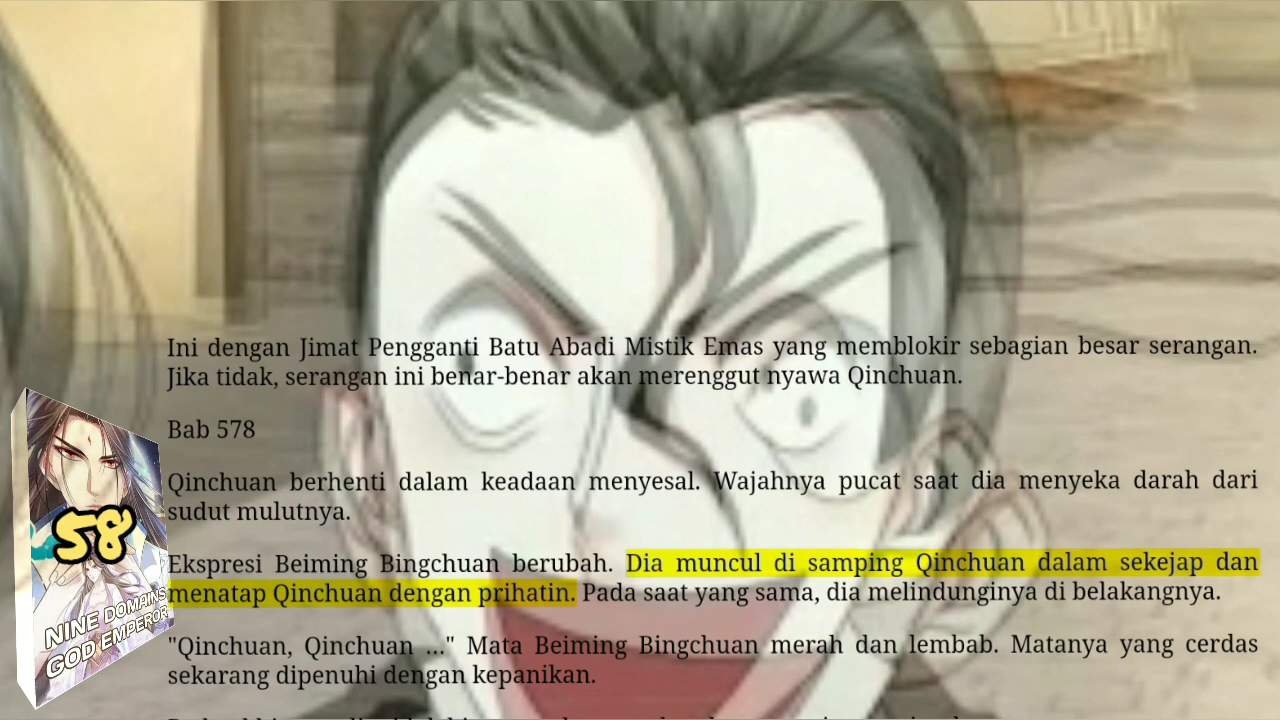 Ini dengan Jimat Pengganti Batu Abadi Mistik Emas yang memblokir sebagian besar serangan.
Jika tidak, serangan ini benar-benar akan merenggut nyawa Qinchuan.
Bab 578
Qinchuan berhenti dalam keadaan menyesal. Wajahnya pucat saat dia menyeka darah dari
sudut mulutnya.
Ekspresi Beiming Bingchuan berubah. Dia muncul di samping Qinchuan dalam sekejap dan
menatap Qinchuan dengan prihatin. Pada saat yang sama, dia melindunginya di belakangnya.
"Qinchuan, Qinchuan ..." Mata Beiming Bingchuan merah dan lembab. Matanya yang cerdas
sekarang dipenuhi dengan kepanikan.
58
NINE DOMAINS
GOD EMPEROR